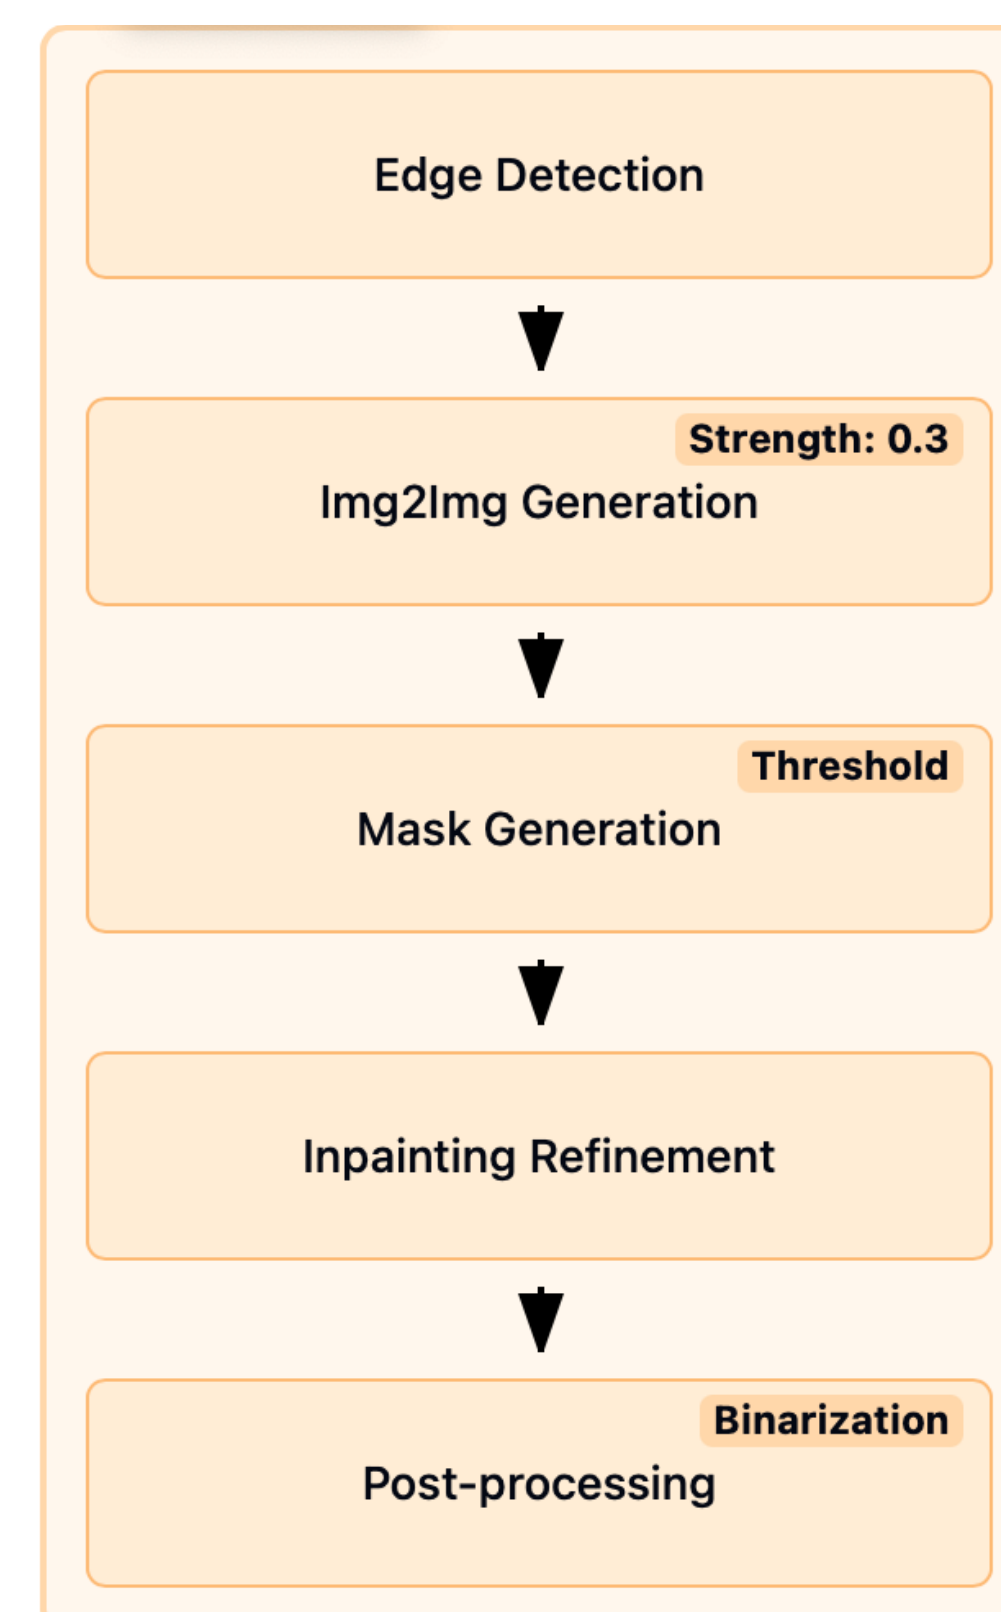 Edge Detection
Strength: 0.3
Img2Img Generation
Threshold
Mask Generation
Inpainting Refinement
Binarization
Post-processing